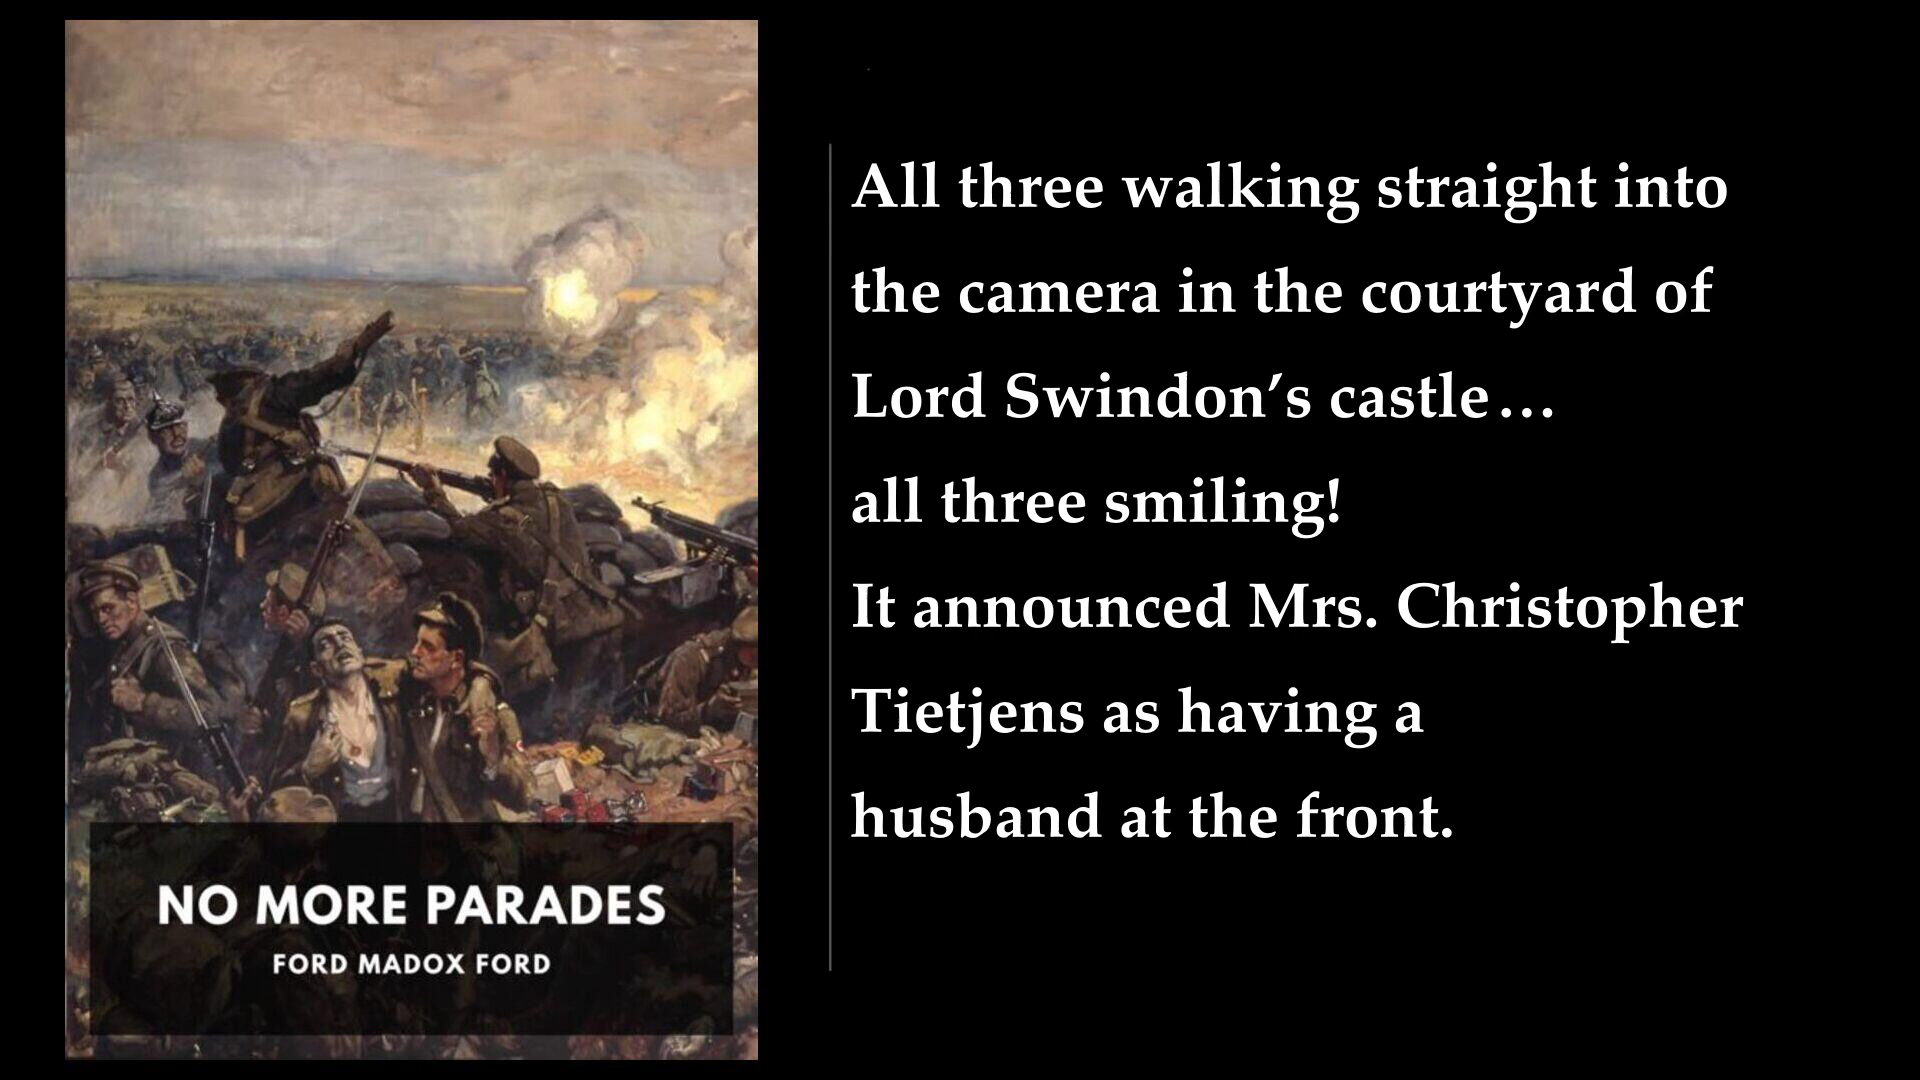 NO MORE PARADES
FORD MADOX FORD
All three walking straight into
the camera in the courtyard of
Lord Swindon’s castle…
all three smiling!
It announced Mrs. Christopher
Tietjens as having a
husband at the front.